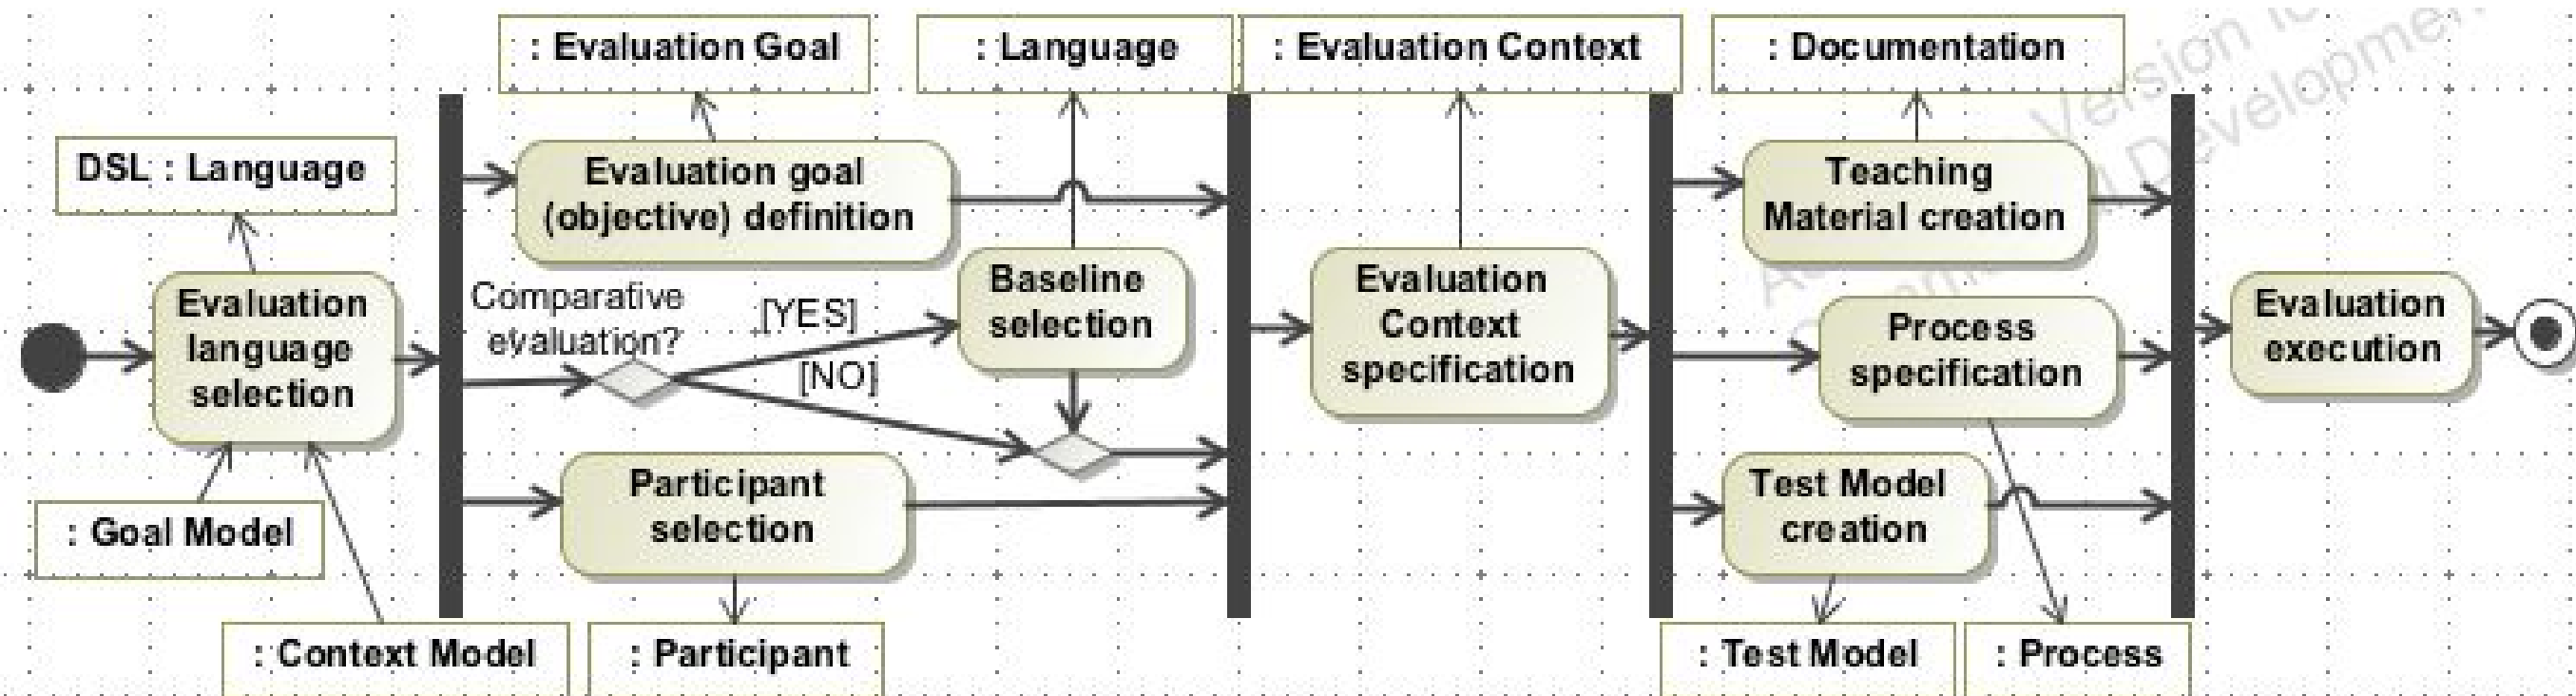 : Evaluation Goal
: Language
: Evaluation Context
: Documentation
DSL : Language
Evaluation
language
selection
: Goal Model
: Context Model
Evaluation goal
(objective) definition
Comparative
evaluation?
[YES]
[NO]
Baseline
selection
Participant
selection
: Participant
Evaluation
Context
specification
Teaching
Material creation
Process
specification
Test Model
creation
: Test Model
: Process
Evaluation
execution
Version
Development